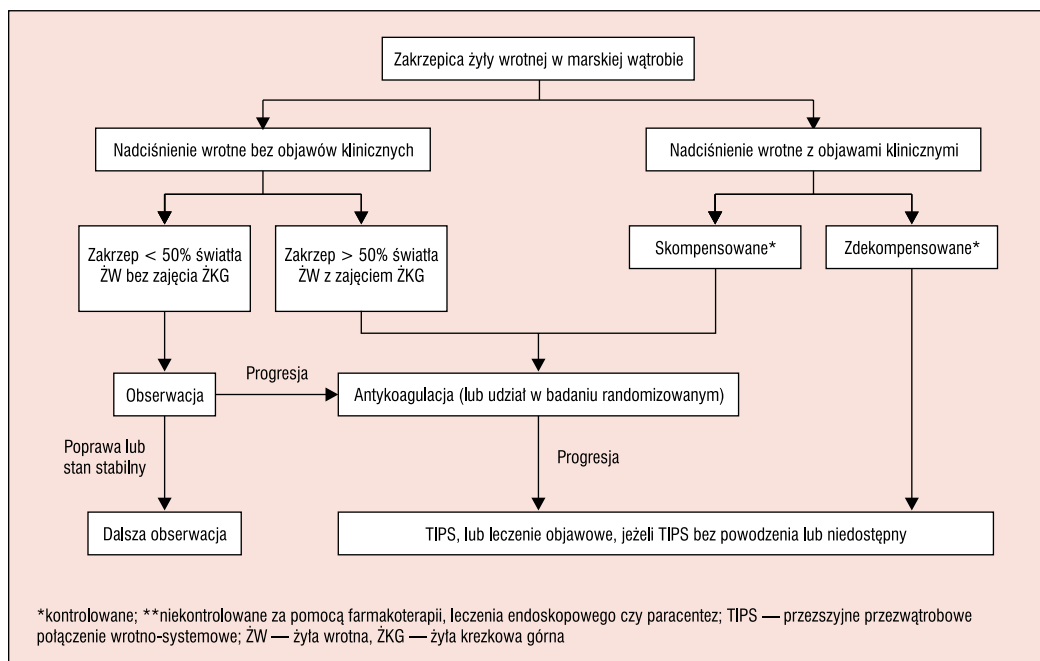 Zakrzepica żyły wrotnej w marskiej wątrobie
Nadciśnienie wrotne bez objawów klinicznych
Nadciśnienie wrotne z objawami klinicznymi
Zakrzep < 50% światła
ŻW bez zajęcia ŻKG
Zakrzep > 50% światła
ŻW z zajęciem ŻKG
Skompensowane*
Zdekompensowane*
Obserwacja
Progresja
Antykoagulacja (lub udział w badaniu randomizowanym)
Poprawa lub
stan stabilny
Progresja
Dalsza obserwacja
TIPS, lub leczenie objawowe, jeżeli TIPS bez powodzenia lub niedostępny
*kontrolowane; **niekontrolowane za pomocą farmakoterapii, leczenia endoskopowego czy paracentez; TIPS — przezszyjne przezwątrobowe
połączenie wrotno-systemowe; ŻW — żyła wrotna, ŻKG — żyła krezkowa górna